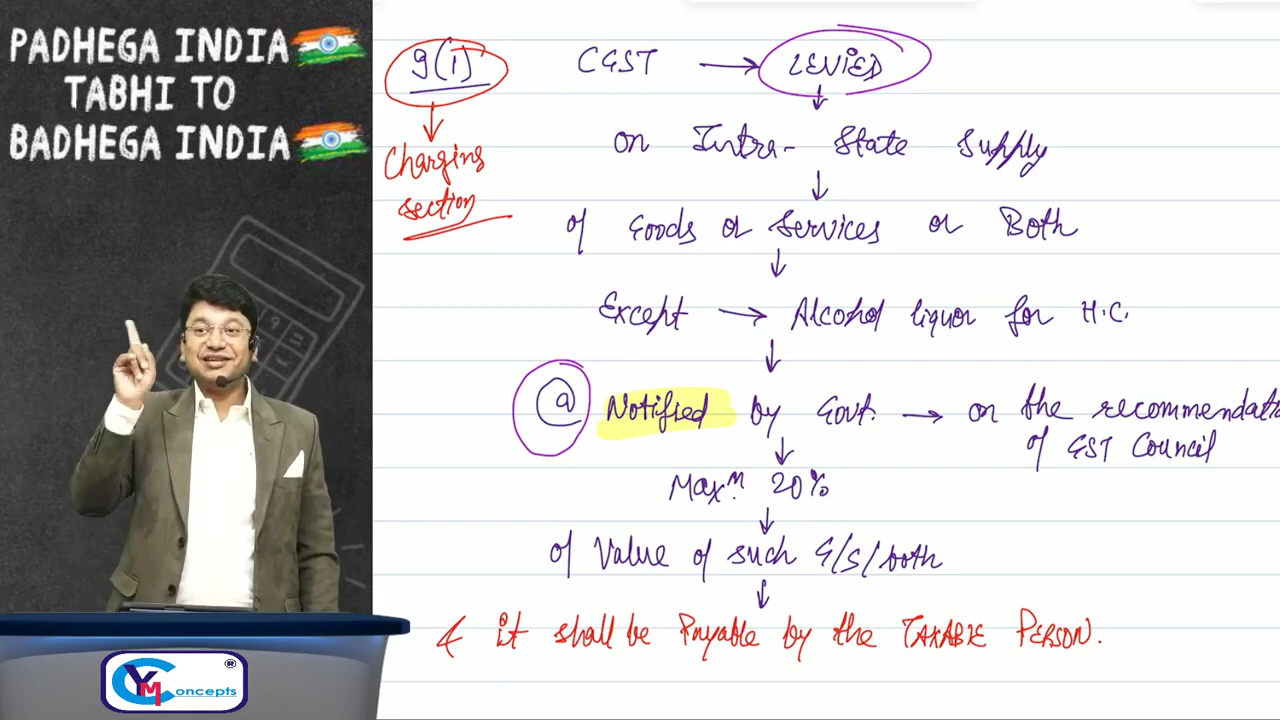 PADHEGA INDIA
TABHI TO
BADHEGA INDIA
9(1)
Charging
section
CGST → LEVIED
on Intra- State Supply
of Goods or Services or Both
Except → Alcohol liquor for H.C.
@ Notified by Govt. → on the recommendati
of GST Council
Maxm. 20%
of Value of such G/S/both
& it shall be Payable by the TAXABLE PERSON.
YM Concepts ®